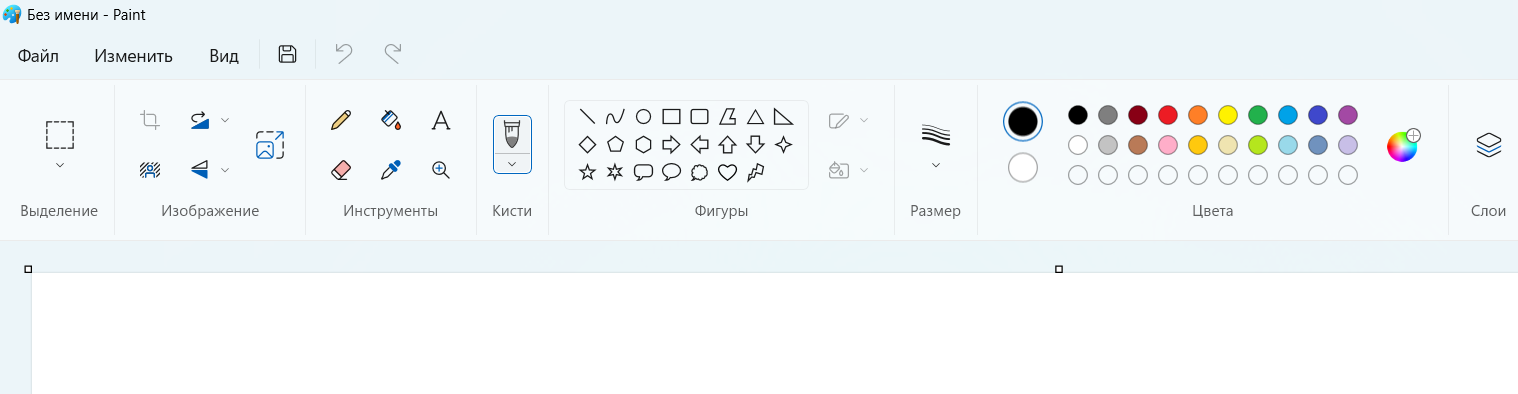 Без имени - Paint
Файл Изменить Вид
Выделение Изображение Инструменты Кисти Фигуры Размер Цвета Слои